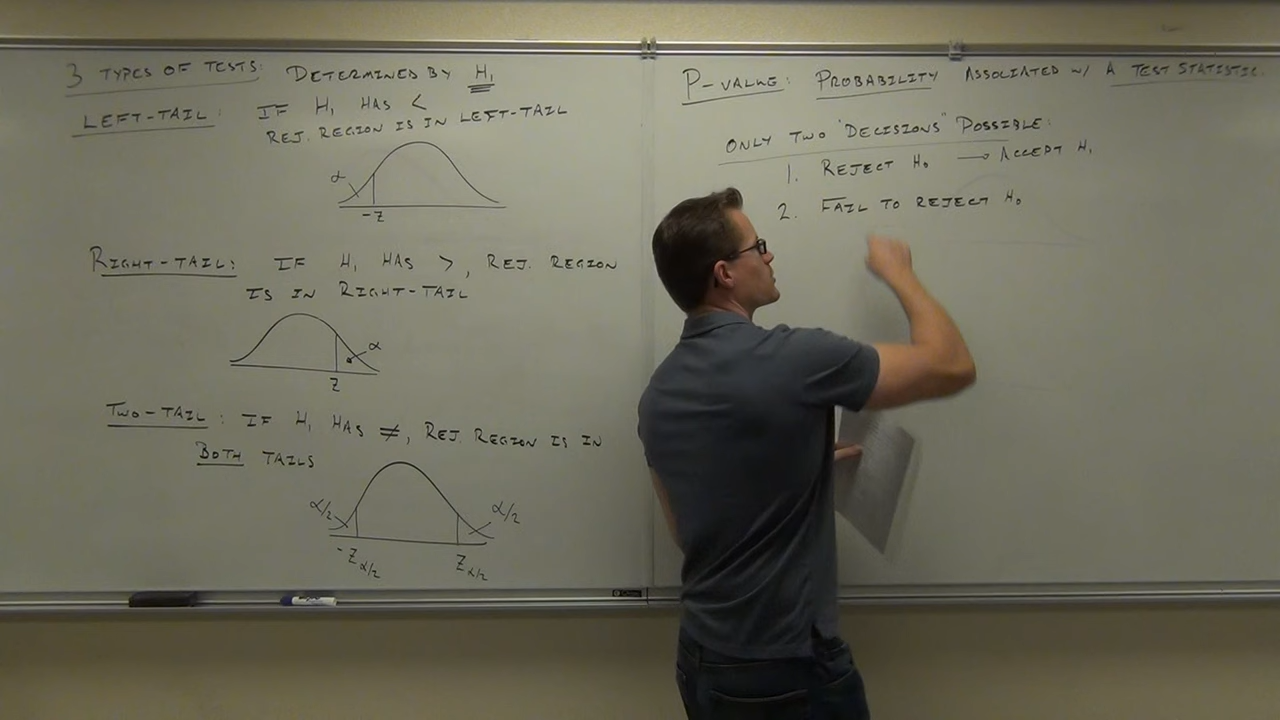 3 TYPES OF TESTS: DETERMINED BY H₁
LEFT-TAIL: IF H₁ HAS <
REJ. REGION IS IN LEFT-TAIL
α
-Z
RIGHT-TAIL: IF H₁ HAS >, REJ. REGION
IS IN RIGHT-TAIL
α
Z
TWO-TAIL: IF H₁ HAS ≠, REJ. REGION IS IN
BOTH TAILS
α/2 α/2
-Zα/2 Zα/2
P-VALUE: PROBABILITY ASSOCIATED W/ A TEST STATISTIC.
ONLY TWO "DECISIONS" POSSIBLE:
1. REJECT H₀ → ACCEPT H₁
2. FAIL TO REJECT H₀